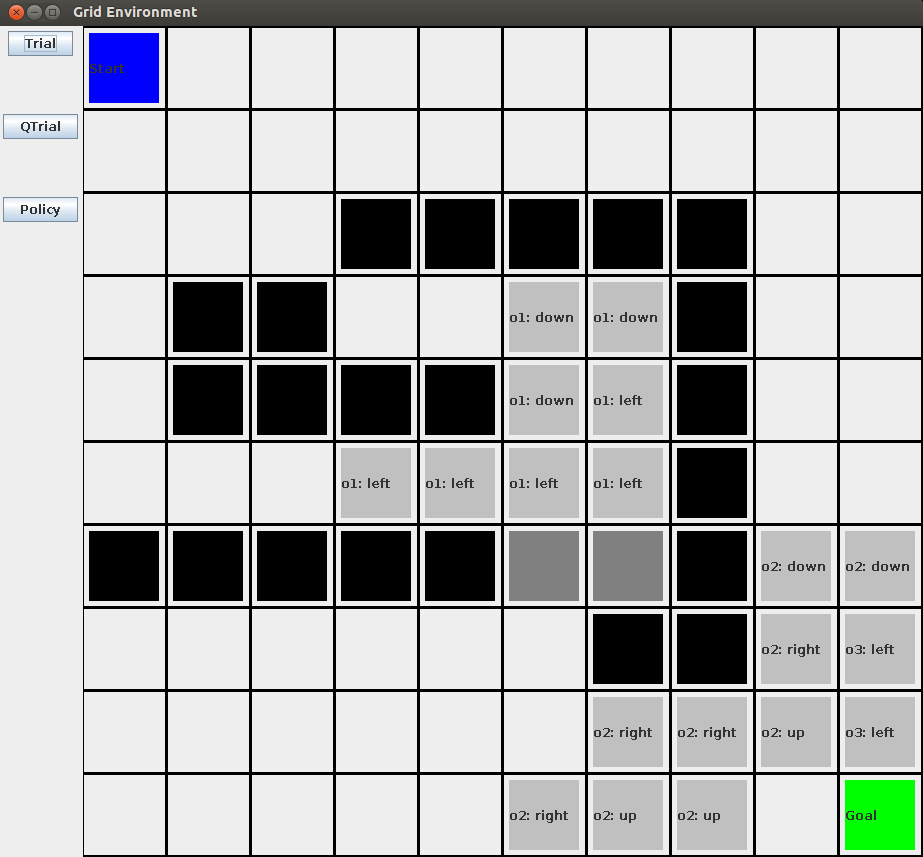 Grid Environment
Trial
Start
QTrial
Policy
o1: down
o1: down
o1: down
o1: left
o1: left
o1: left
o1: left
o1: left
o2: down
o2: down
o2: right
o3: left
o2: right
o2: right
o2: up
o3: left
o2: right
o2: up
o2: up
Goal